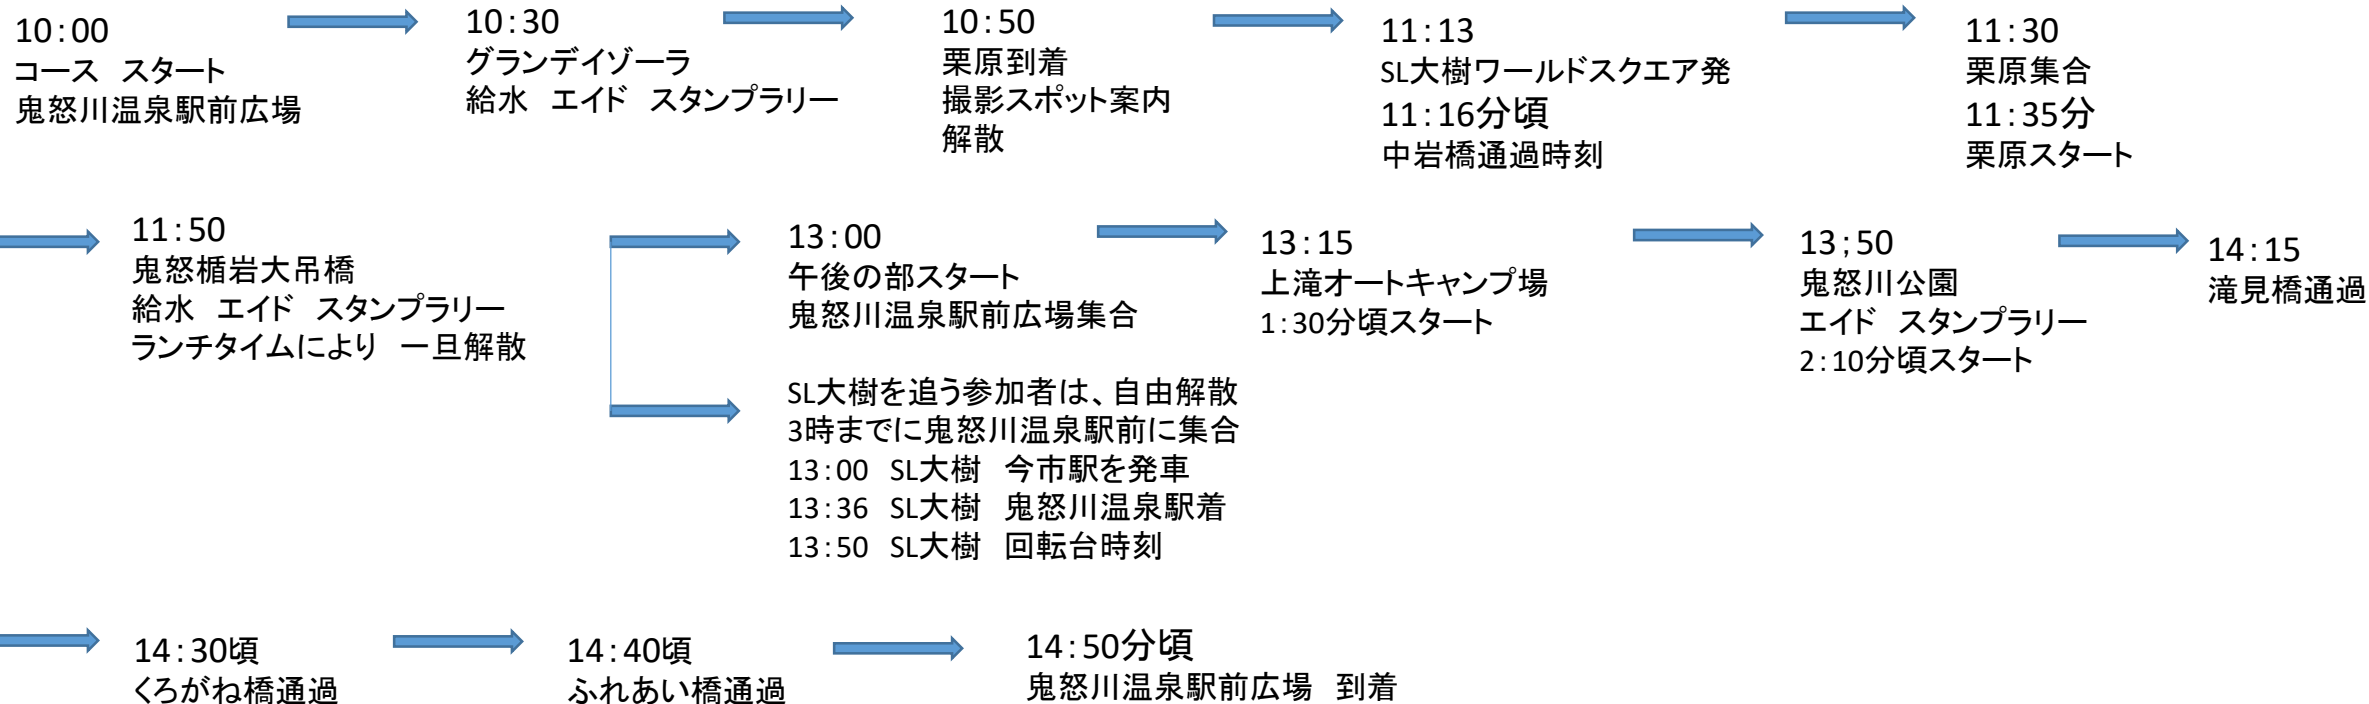 10:00
コース　スタート
鬼怒川温泉駅前広場
10:30
グランデイゾーラ
給水　エイド　スタンプラリー
10:50
栗原到着
撮影スポット案内
解散
11:13
SL大樹ワールドスクエア発
11:16分頃
中岩橋通過時刻
11:30
栗原集合
11:35分
栗原スタート
11:50
鬼怒楯岩大吊橋
給水　エイド　スタンプラリー
ランチタイムにより　一旦解散
13:00
午後の部スタート
鬼怒川温泉駅前広場集合
SL大樹を追う参加者は、自由解散
3時までに鬼怒川温泉駅前に集合
13:00　SL大樹　今市駅を発車
13:36　SL大樹　鬼怒川温泉駅着
13:50　SL大樹　回転台時刻
13:15
上滝オートキャンプ場
1:30分頃スタート
13;50
鬼怒川公園
エイド　スタンプラリー
2:10分頃スタート
14:15
滝見橋通過
14:30頃
くろがね橋通過
14:40頃
ふれあい橋通過
14:50分頃
鬼怒川温泉駅前広場　到着